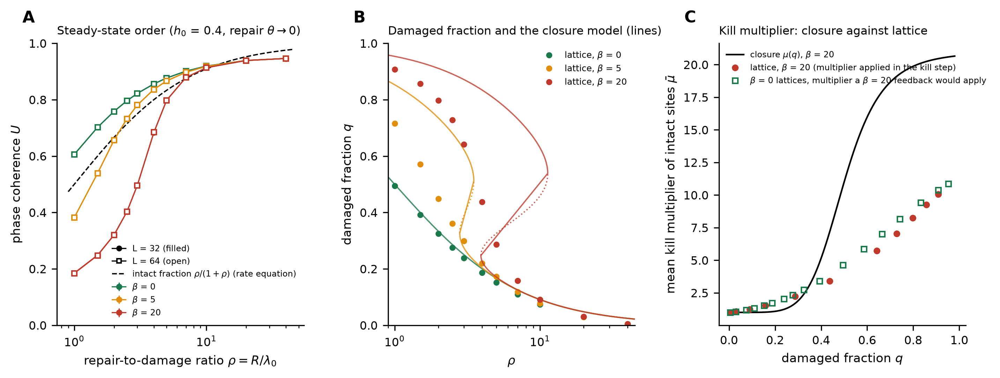 A
Steady-state order (h₀ = 0.4, repair θ → 0)
phase coherence U
1.0
0.8
0.6
0.4
0.2
0.0
L = 32 (filled)
L = 64 (open)
intact fraction ρ/(1 + ρ) (rate equation)
β = 0
β = 5
β = 20
10⁰
10¹
repair-to-damage ratio ρ = R/λ₀
B
Damaged fraction and the closure model (lines)
damaged fraction q
1.0
0.8
0.6
0.4
0.2
0.0
lattice, β = 0
lattice, β = 5
lattice, β = 20
10⁰
10¹
ρ
C
Kill multiplier: closure against lattice
mean kill multiplier of intact sites μ̄
closure μ(q), β = 20
lattice, β = 20 (multiplier applied in the kill step)
β = 0 lattices, multiplier a β = 20 feedback would apply
20.0
17.5
15.0
12.5
10.0
7.5
5.0
2.5
0.0
0.2
0.4
0.6
0.8
1.0
damaged fraction q